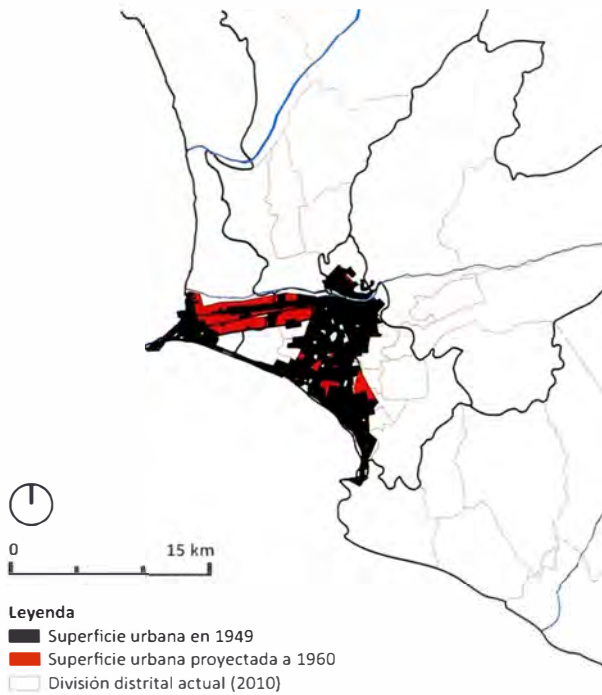 0 15 km
Leyenda
Superficie urbana en 1949
Superficie urbana proyectada a 1960
División distrital actual (2010)